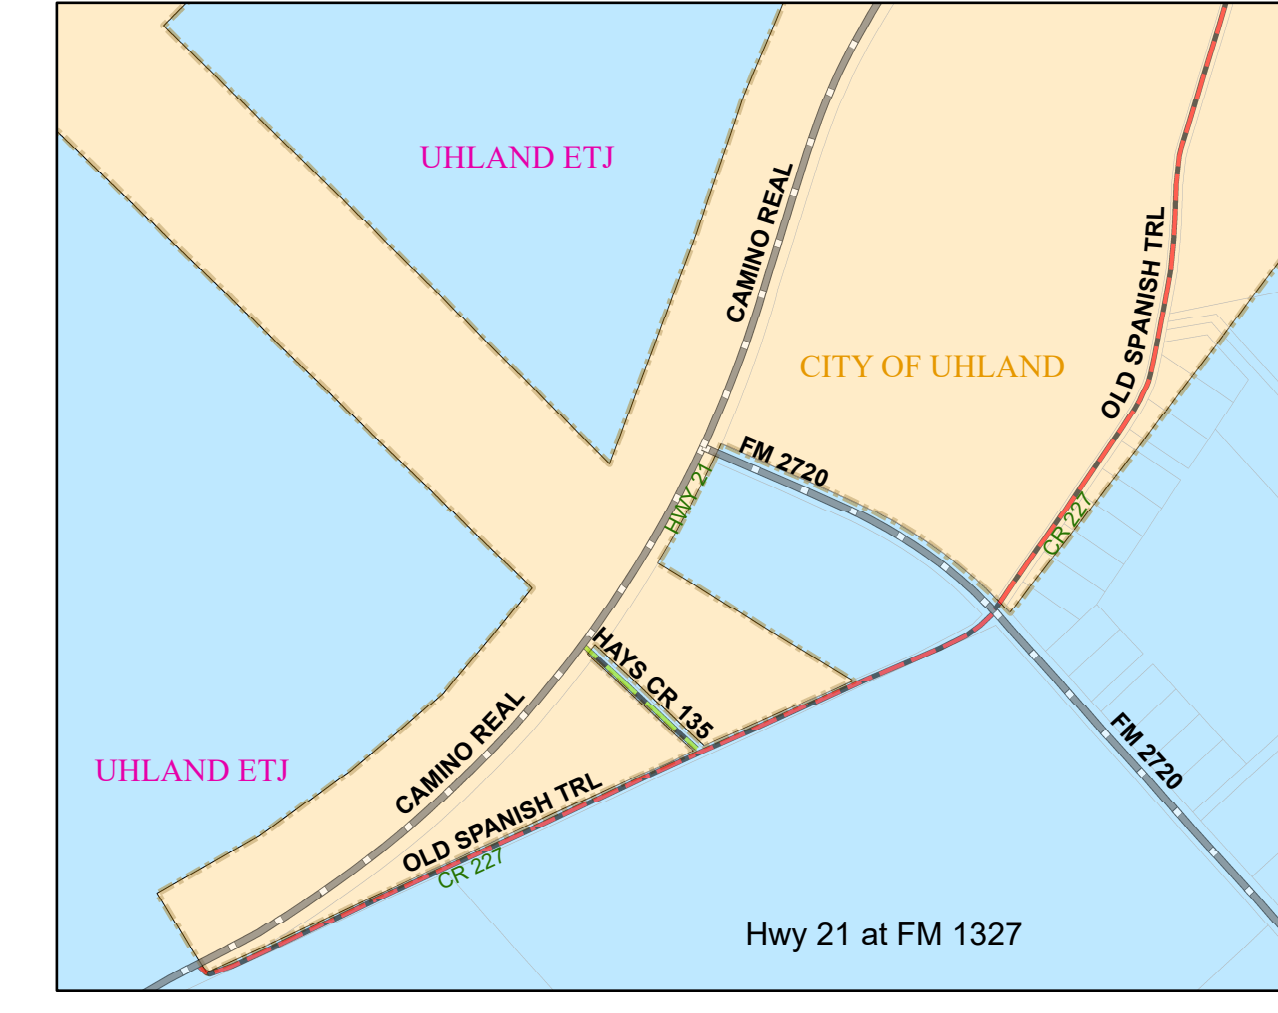 UHLAND ETJ
CAMINO REAL
OLD SPANISH TRL
CITY OF UHLAND
FM 2720
HWY 21
CR 227
HAYS CR 135
CAMINO REAL
FM 2720
UHLAND ETJ
OLD SPANISH TRL
CR 227
Hwy 21 at FM 1327